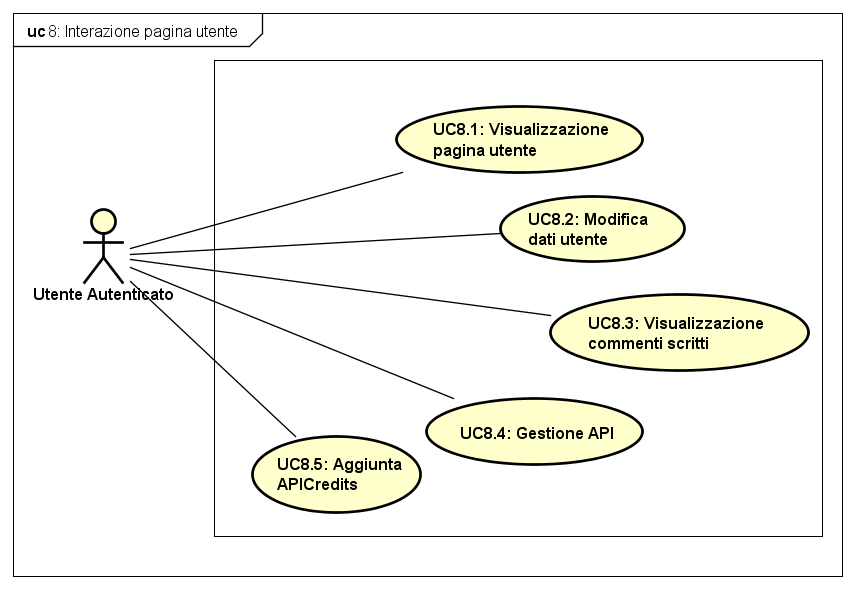 uc 8: Interazione pagina utente
UC8.1: Visualizzazione
pagina utente
UC8.2: Modifica
dati utente
Utente Autenticato
UC8.3: Visualizzazione
commenti scritti
UC8.4: Gestione API
UC8.5: Aggiunta
APICredits